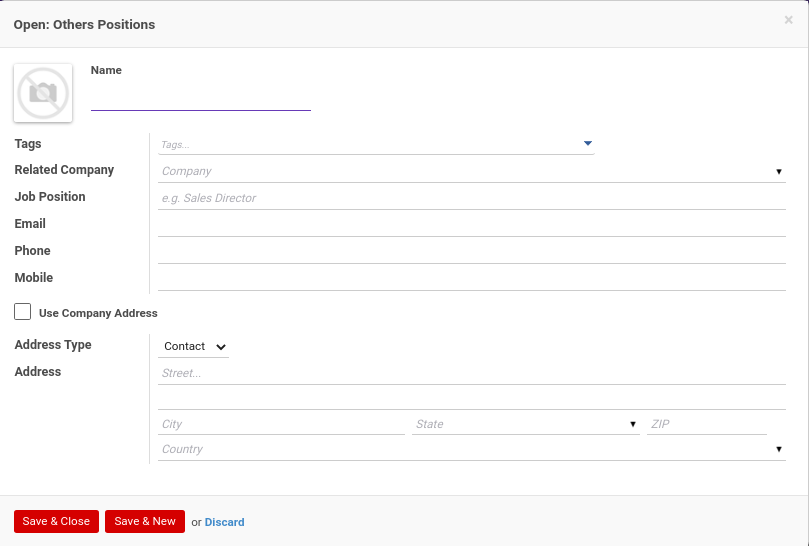 Open: Others Positions
×
Name
Tags Tags...
Related Company Company
Job Position e.g. Sales Director
Email
Phone
Mobile
Use Company Address
Address Type Contact
Address Street...
City State ZIP
Country
Save & Close Save & New or Discard